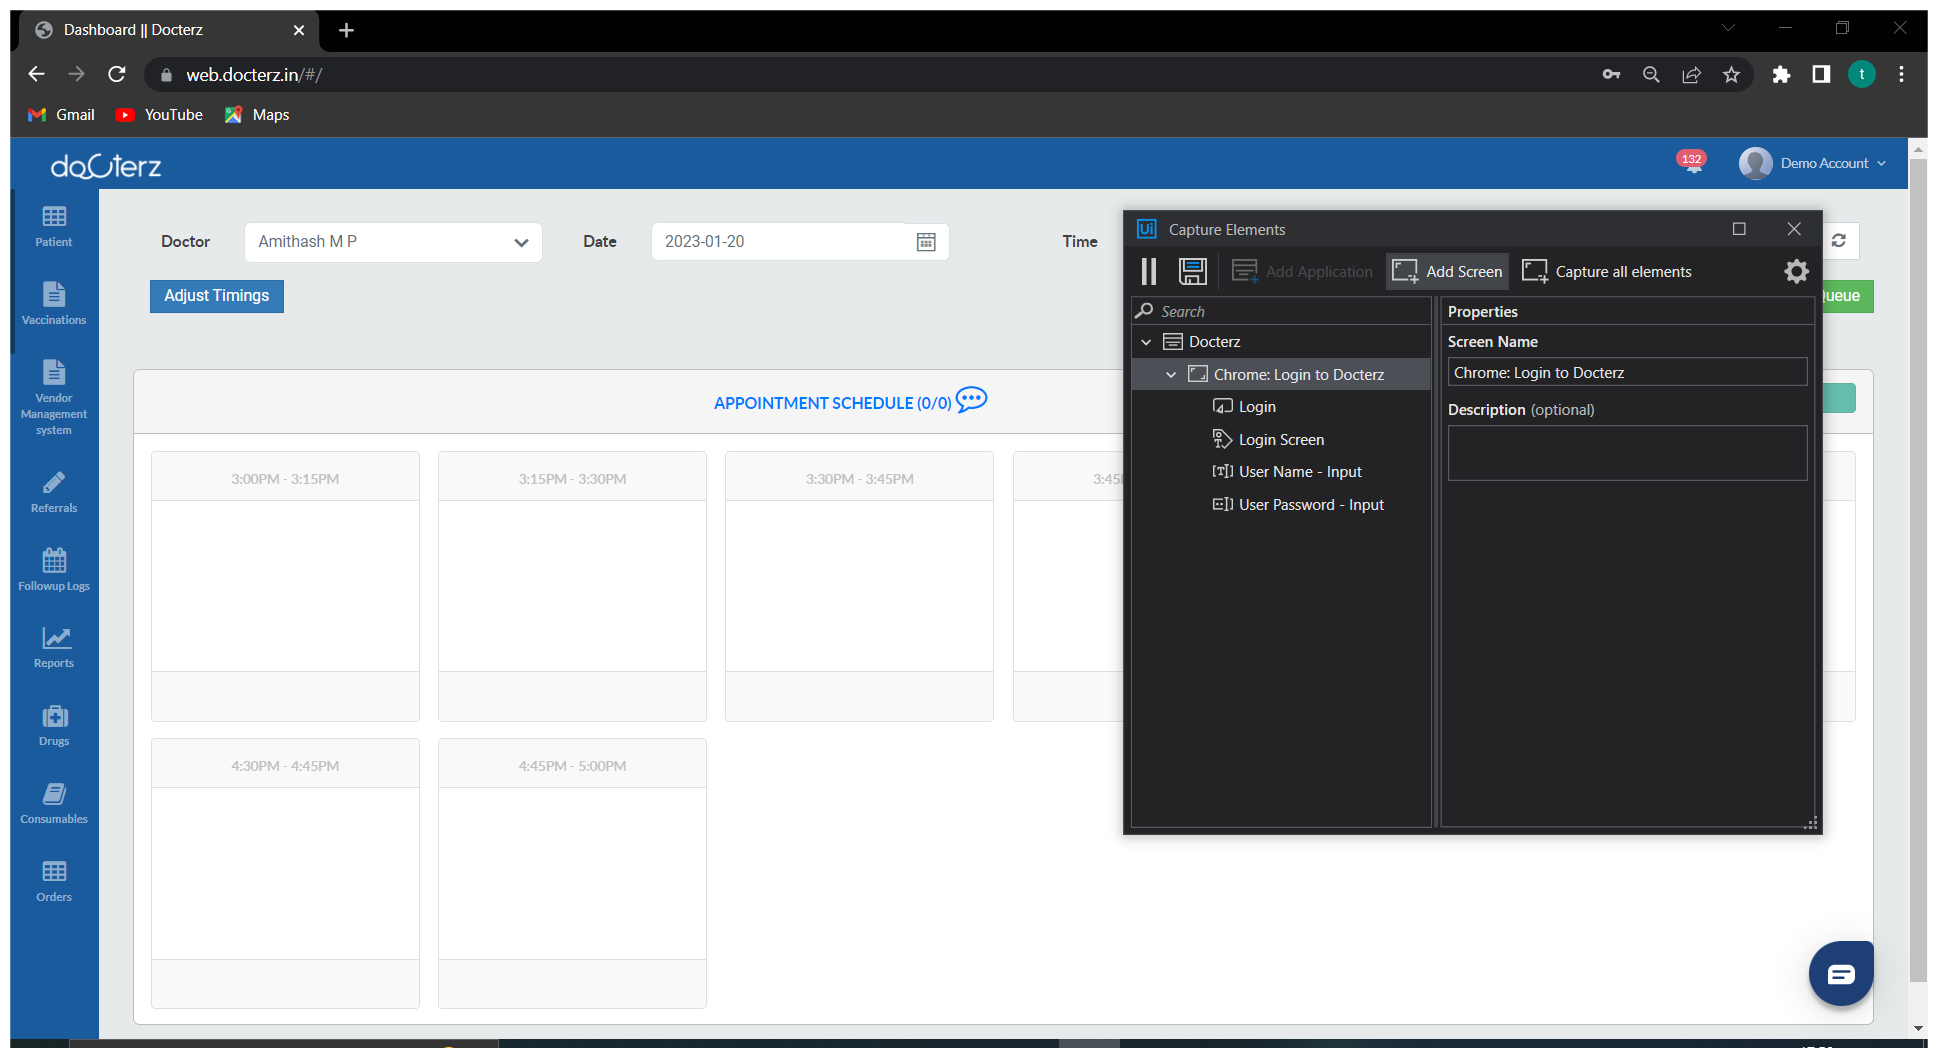 Dashboard || Docterz
web.docterz.in/#/
t
Gmail
YouTube
Maps
docterz
132
Demo Account
Patient
Vaccinations
Vendor
Management
system
Referrals
Followup Logs
Reports
Drugs
Consumables
Orders
Doctor
Amithash M P
Date
2023-01-20
Time
Adjust Timings
ueue
APPOINTMENT SCHEDULE (0/0)
3:00PM - 3:15PM
3:15PM - 3:30PM
3:30PM - 3:45PM
3:45
4:30PM - 4:45PM
4:45PM - 5:00PM
Ui
Capture Elements
Add Application
Add Screen
Capture all elements
Search
Docterz
Chrome: Login to Docterz
Login
Login Screen
User Name - Input
User Password - Input
Properties
Screen Name
Chrome: Login to Docterz
Description (optional)